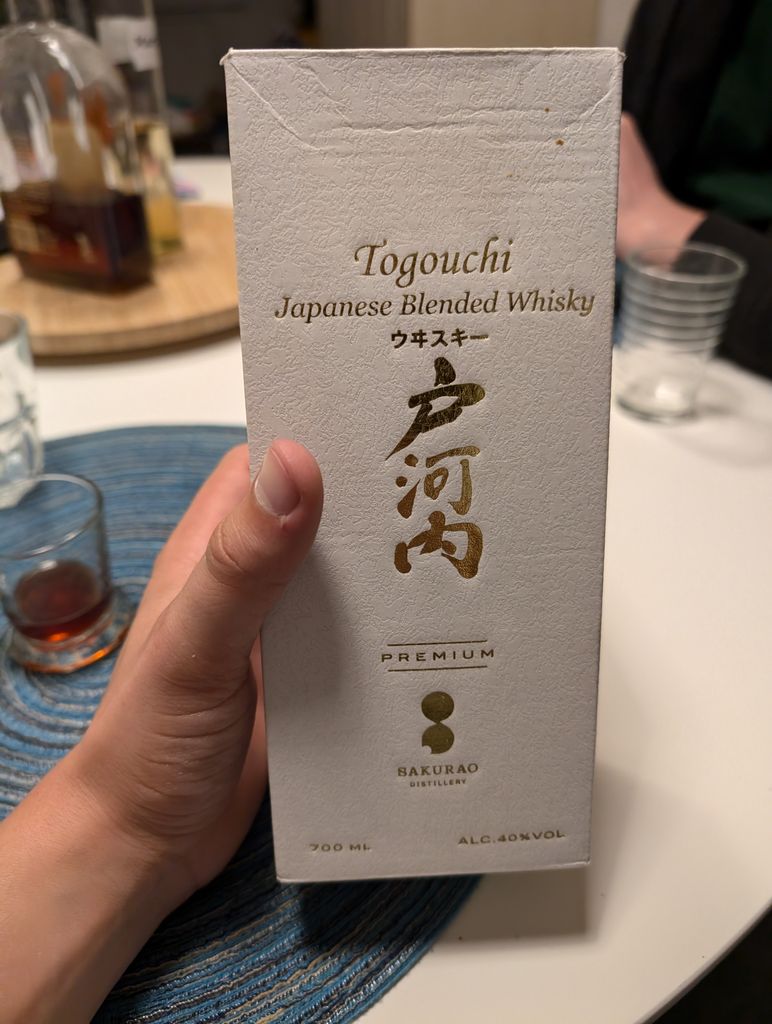 Togouchi
Japanese Blended Whisky
ウヰスキー
戸河内
PREMIUM
SAKURAO
DISTILLERY
700 ML
ALC.40%VOL